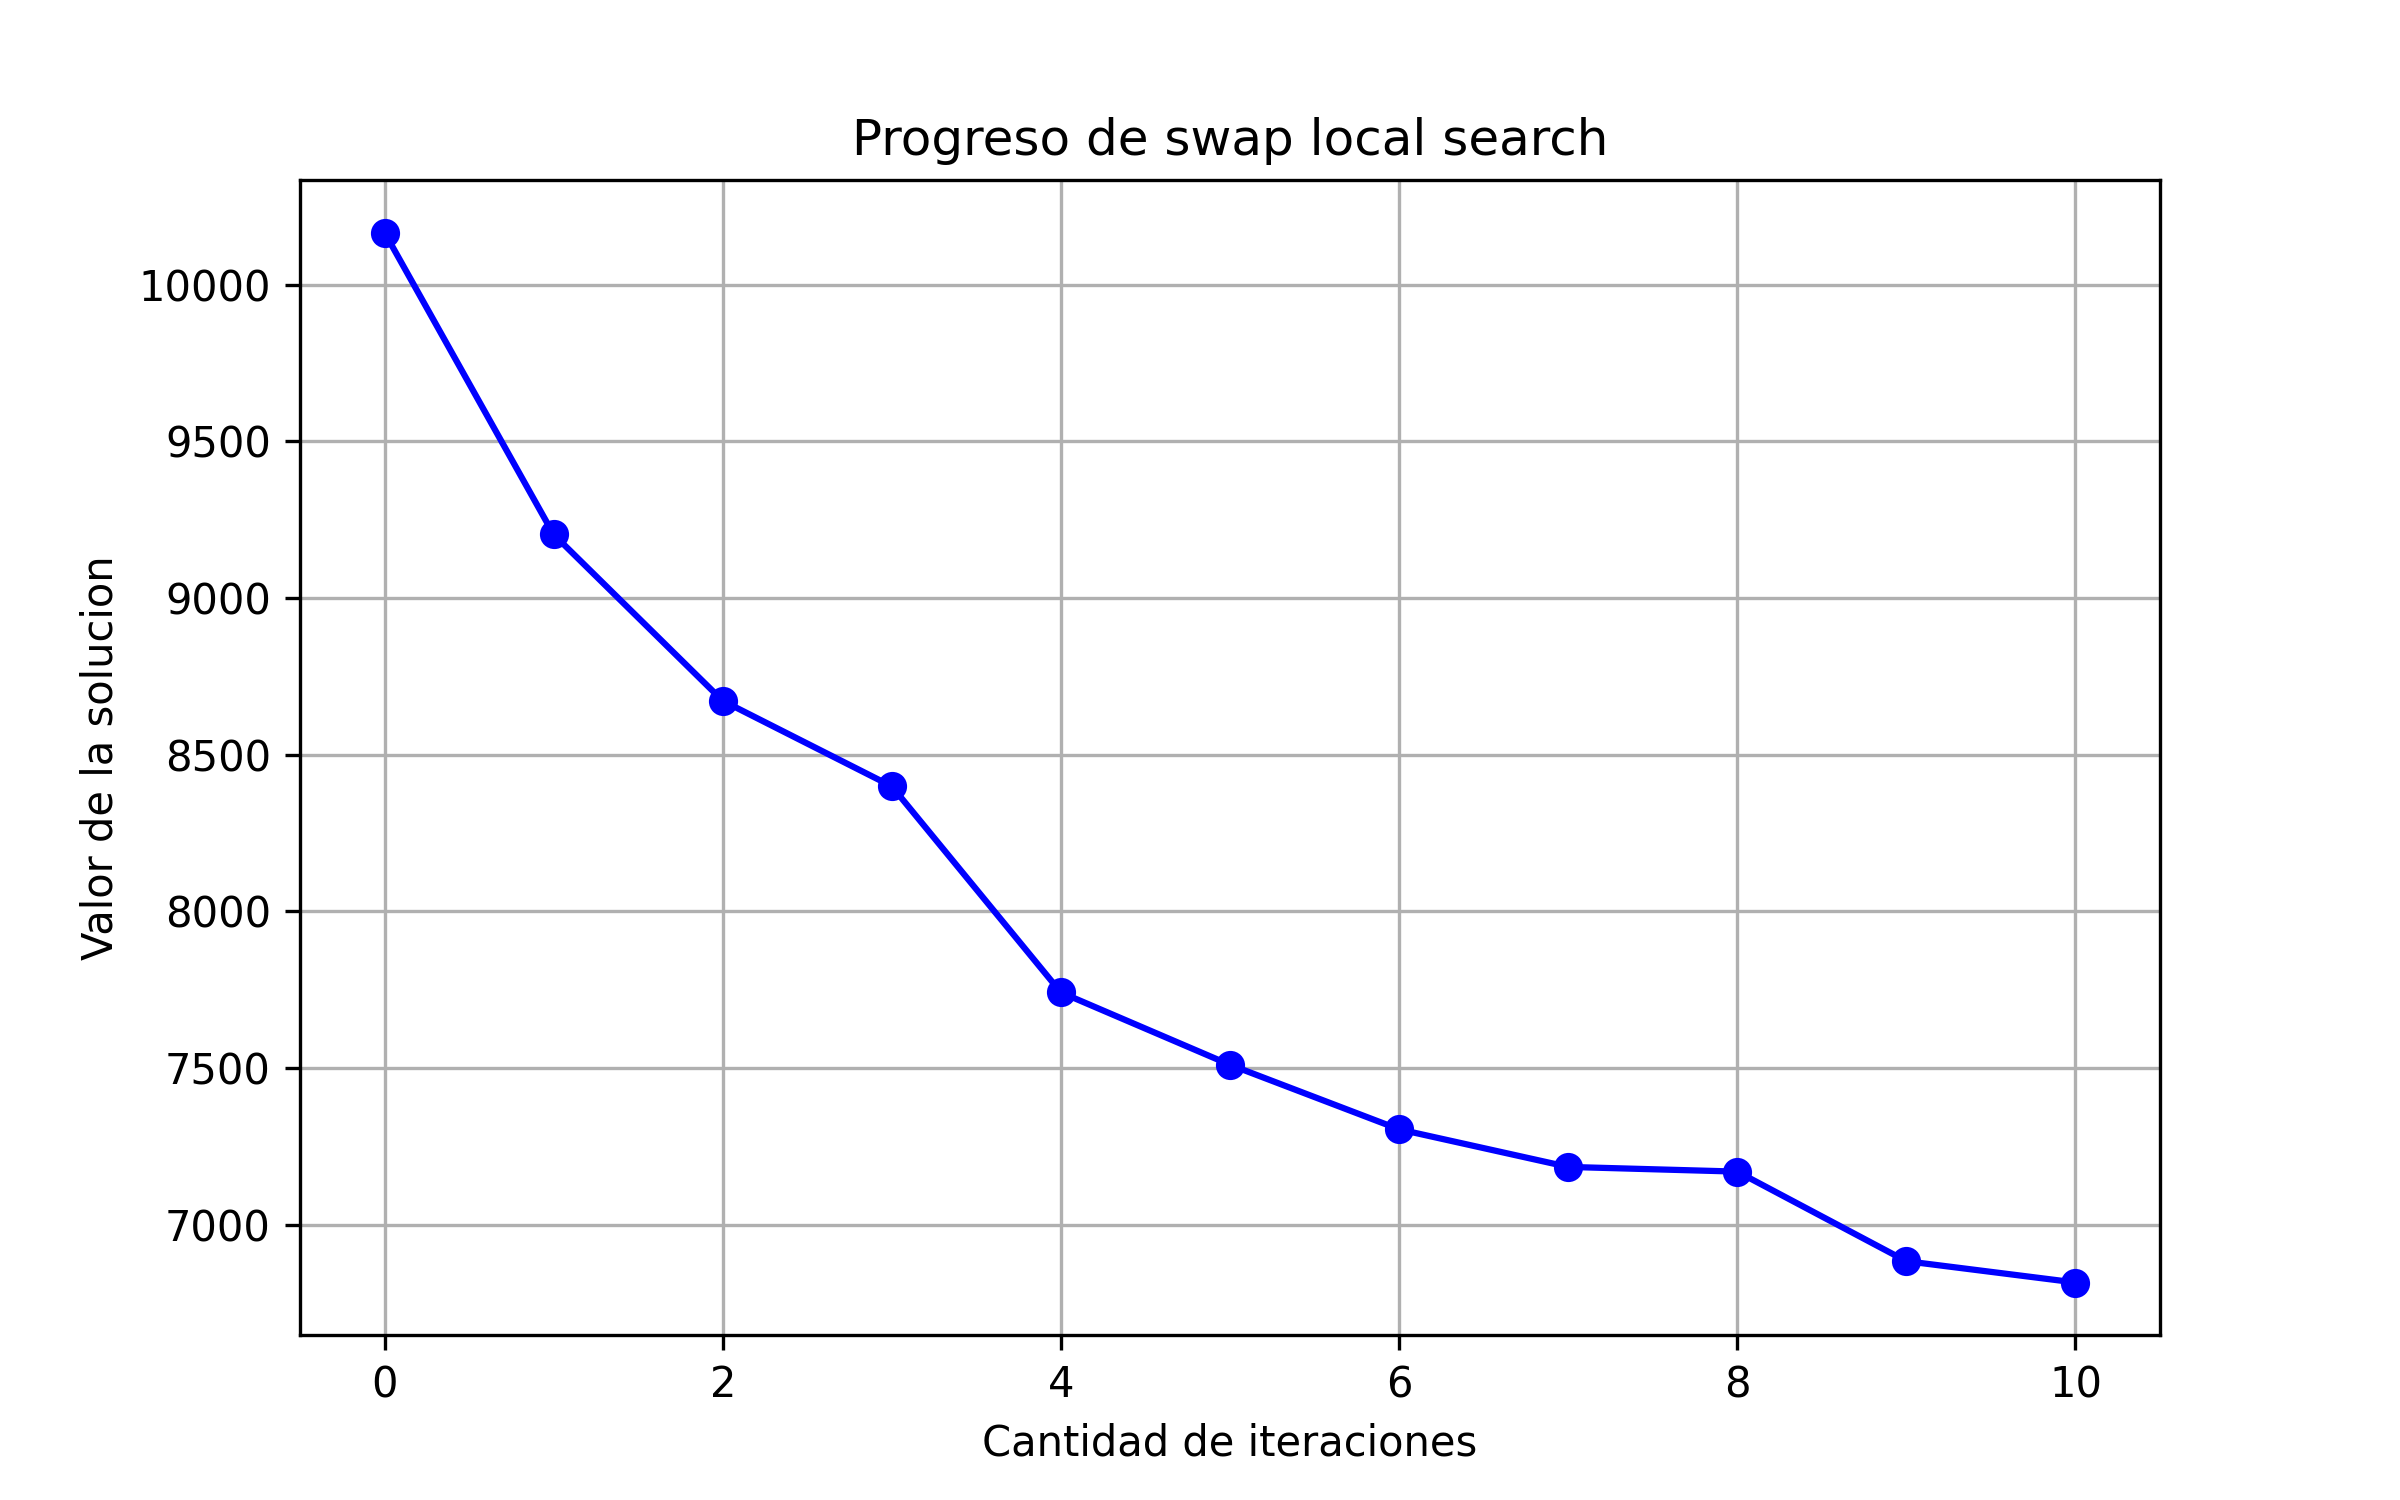 Progreso de swap local search
Valor de la solucion
10000
9500
9000
8500
8000
7500
7000
0 2 4 6 8 10
Cantidad de iteraciones